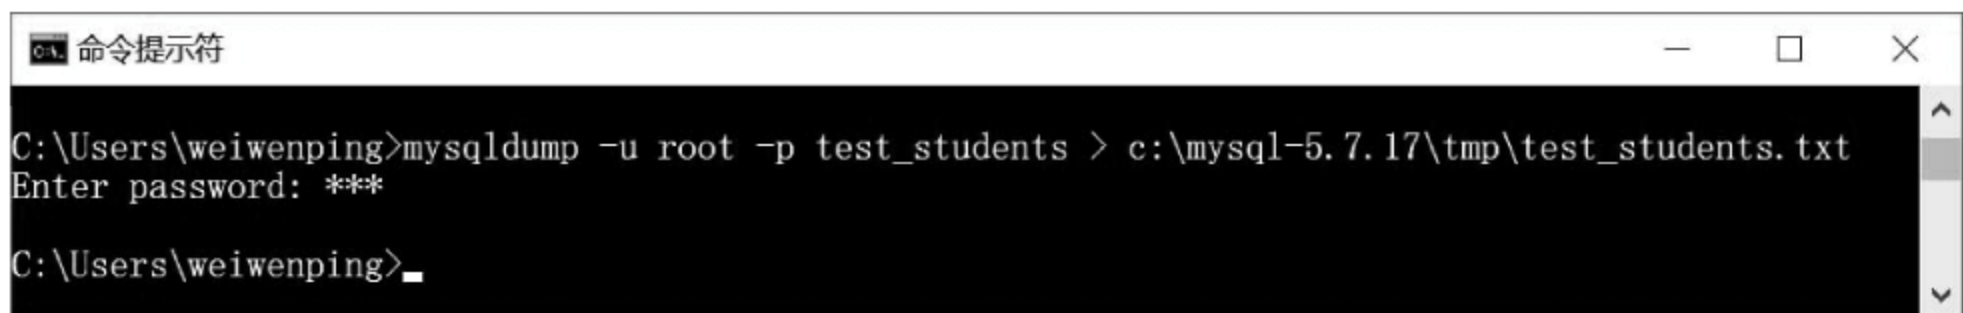 命令提示符
C:\Users\weiwenping>mysqldump -u root -p test_students > c:\mysql-5.7.17\tmp\test_students.txt
Enter password: ***
C:\Users\weiwenping>